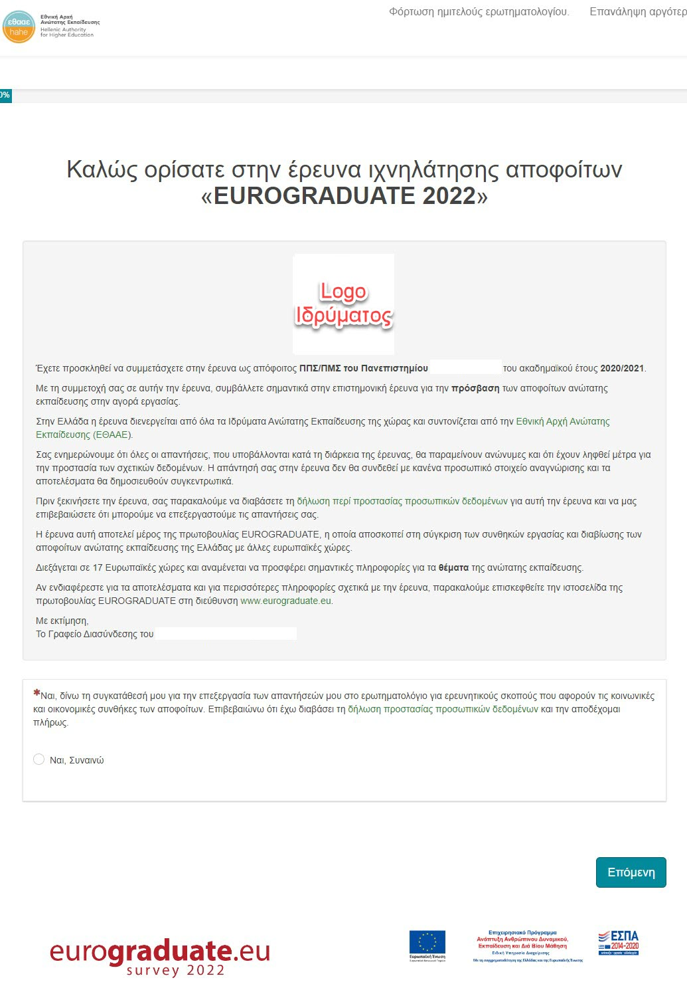 εθααε
hahe
Εθνική Αρχή
Ανώτατης Εκπαίδευσης
Hellenic Authority
for Higher Education
Φόρτωση ημιτελούς ερωτηματολογίου.
Επανάληψη αργότερ
0%
Καλώς ορίσατε στην έρευνα ιχνηλάτησης αποφοίτων
«EUROGRADUATE 2022»
Logo
Ιδρύματος
Έχετε προσκληθεί να συμμετάσχετε στην έρευνα ως απόφοιτος ΠΠΣ/ΠΜΣ του Πανεπιστημίου του ακαδημαϊκού έτους 2020/2021.
Με τη συμμετοχή σας σε αυτήν την έρευνα, συμβάλλετε σημαντικά στην επιστημονική έρευνα για την πρόσβαση των αποφοίτων ανώτατης
εκπαίδευσης στην αγορά εργασίας.
Στην Ελλάδα η έρευνα διενεργείται από όλα τα Ιδρύματα Ανώτατης Εκπαίδευσης της χώρας και συντονίζεται από την Εθνική Αρχή Ανώτατης
Εκπαίδευσης (ΕΘΑΑΕ).
Σας ενημερώνουμε ότι όλες οι απαντήσεις, που υποβάλλονται κατά τη διάρκεια της έρευνας, θα παραμείνουν ανώνυμες και ότι έχουν ληφθεί μέτρα για
την προστασία των σχετικών δεδομένων. Η απάντησή σας στην έρευνα δεν θα συνδεθεί με κανένα προσωπικό στοιχείο αναγνώρισης και τα
αποτελέσματα θα δημοσιευθούν συγκεντρωτικά.
Πριν ξεκινήσετε την έρευνα, σας παρακαλούμε να διαβάσετε τη δήλωση περί προστασίας προσωπικών δεδομένων για αυτή την έρευνα και να μας
επιβεβαιώσετε ότι μπορούμε να επεξεργαστούμε τις απαντήσεις σας.
Η έρευνα αυτή αποτελεί μέρος της πρωτοβουλίας EUROGRADUATE, η οποία αποσκοπεί στη σύγκριση των συνθηκών εργασίας και διαβίωσης των
αποφοίτων ανώτατης εκπαίδευσης της Ελλάδας με άλλες ευρωπαϊκές χώρες.
Διεξάγεται σε 17 Ευρωπαϊκές χώρες και αναμένεται να προσφέρει σημαντικές πληροφορίες για τα θέματα της ανώτατης εκπαίδευσης.
Αν ενδιαφέρεστε για τα αποτελέσματα και για περισσότερες πληροφορίες σχετικά με την έρευνα, παρακαλούμε επισκεφθείτε την ιστοσελίδα της
πρωτοβουλίας EUROGRADUATE στη διεύθυνση www.eurograduate.eu.
Με εκτίμηση,
Το Γραφείο Διασύνδεσης του
*Ναι, δίνω τη συγκατάθεσή μου για την επεξεργασία των απαντήσεών μου στο ερωτηματολόγιο για ερευνητικούς σκοπούς που αφορούν τις κοινωνικές
και οικονομικές συνθήκες των αποφοίτων. Επιβεβαιώνω ότι έχω διαβάσει τη δήλωση προστασίας προσωπικών δεδομένων και την αποδέχομαι
πλήρως.
Ναι, Συναινώ
Επόμενη
eurograduate.eu
survey 2022
Ευρωπαϊκή Ένωση
Ευρωπαϊκό Κοινωνικό Ταμείο
Επιχειρησιακό Πρόγραμμα
Ανάπτυξη Ανθρώπινου Δυναμικού,
Εκπαίδευση και Διά Βίου Μάθηση
Ειδική Υπηρεσία Διαχείρισης
Με τη συγχρηματοδότηση της Ελλάδας και της Ευρωπαϊκής Ένωσης
ΕΣΠΑ
2014-2020
ανάπτυξη - εργασία - αλληλεγγύη